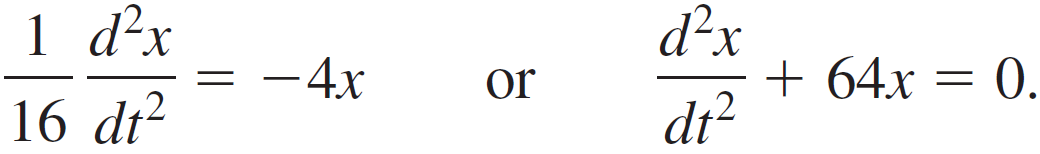 1/16 d²x/dt² = −4x or d²x/dt² + 64x = 0.